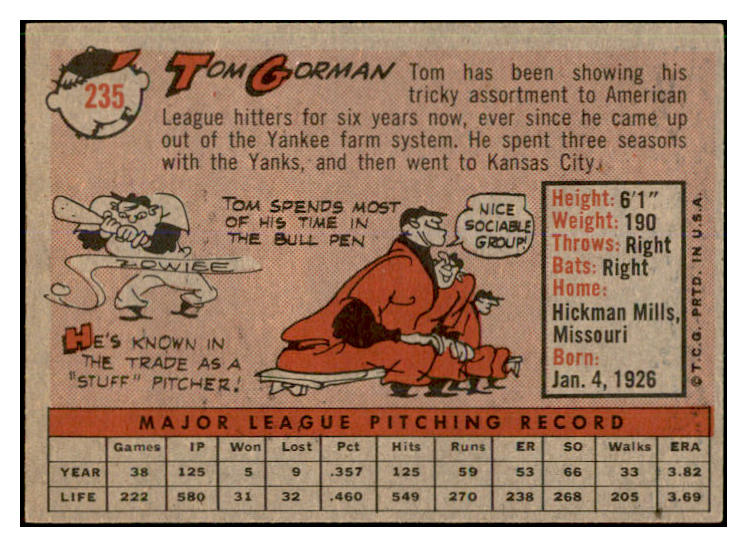 235
TOM GORMAN
Tom has been showing his
tricky assortment to American
League hitters for six years now, ever since he came up
out of the Yankee farm system. He spent three seasons
with the Yanks, and then went to Kansas City.
ZOWIEE
HE'S KNOWN IN
THE TRADE AS A
"STUFF" PITCHER!
TOM SPENDS MOST
OF HIS TIME IN
THE BULL PEN
NICE
SOCIABLE
GROUP!
Height: 6'1"
Weight: 190
Throws: Right
Bats: Right
Home:
Hickman Mills,
Missouri
Born:
Jan. 4, 1926
© T.C.G. PRTD. IN U.S.A.
MAJOR LEAGUE PITCHING RECORD
Games IP Won Lost Pct Hits Runs ER SO Walks ERA
YEAR 38 125 5 9 .357 125 59 53 66 33 3.82
LIFE 222 580 31 32 .460 549 270 238 268 205 3.69